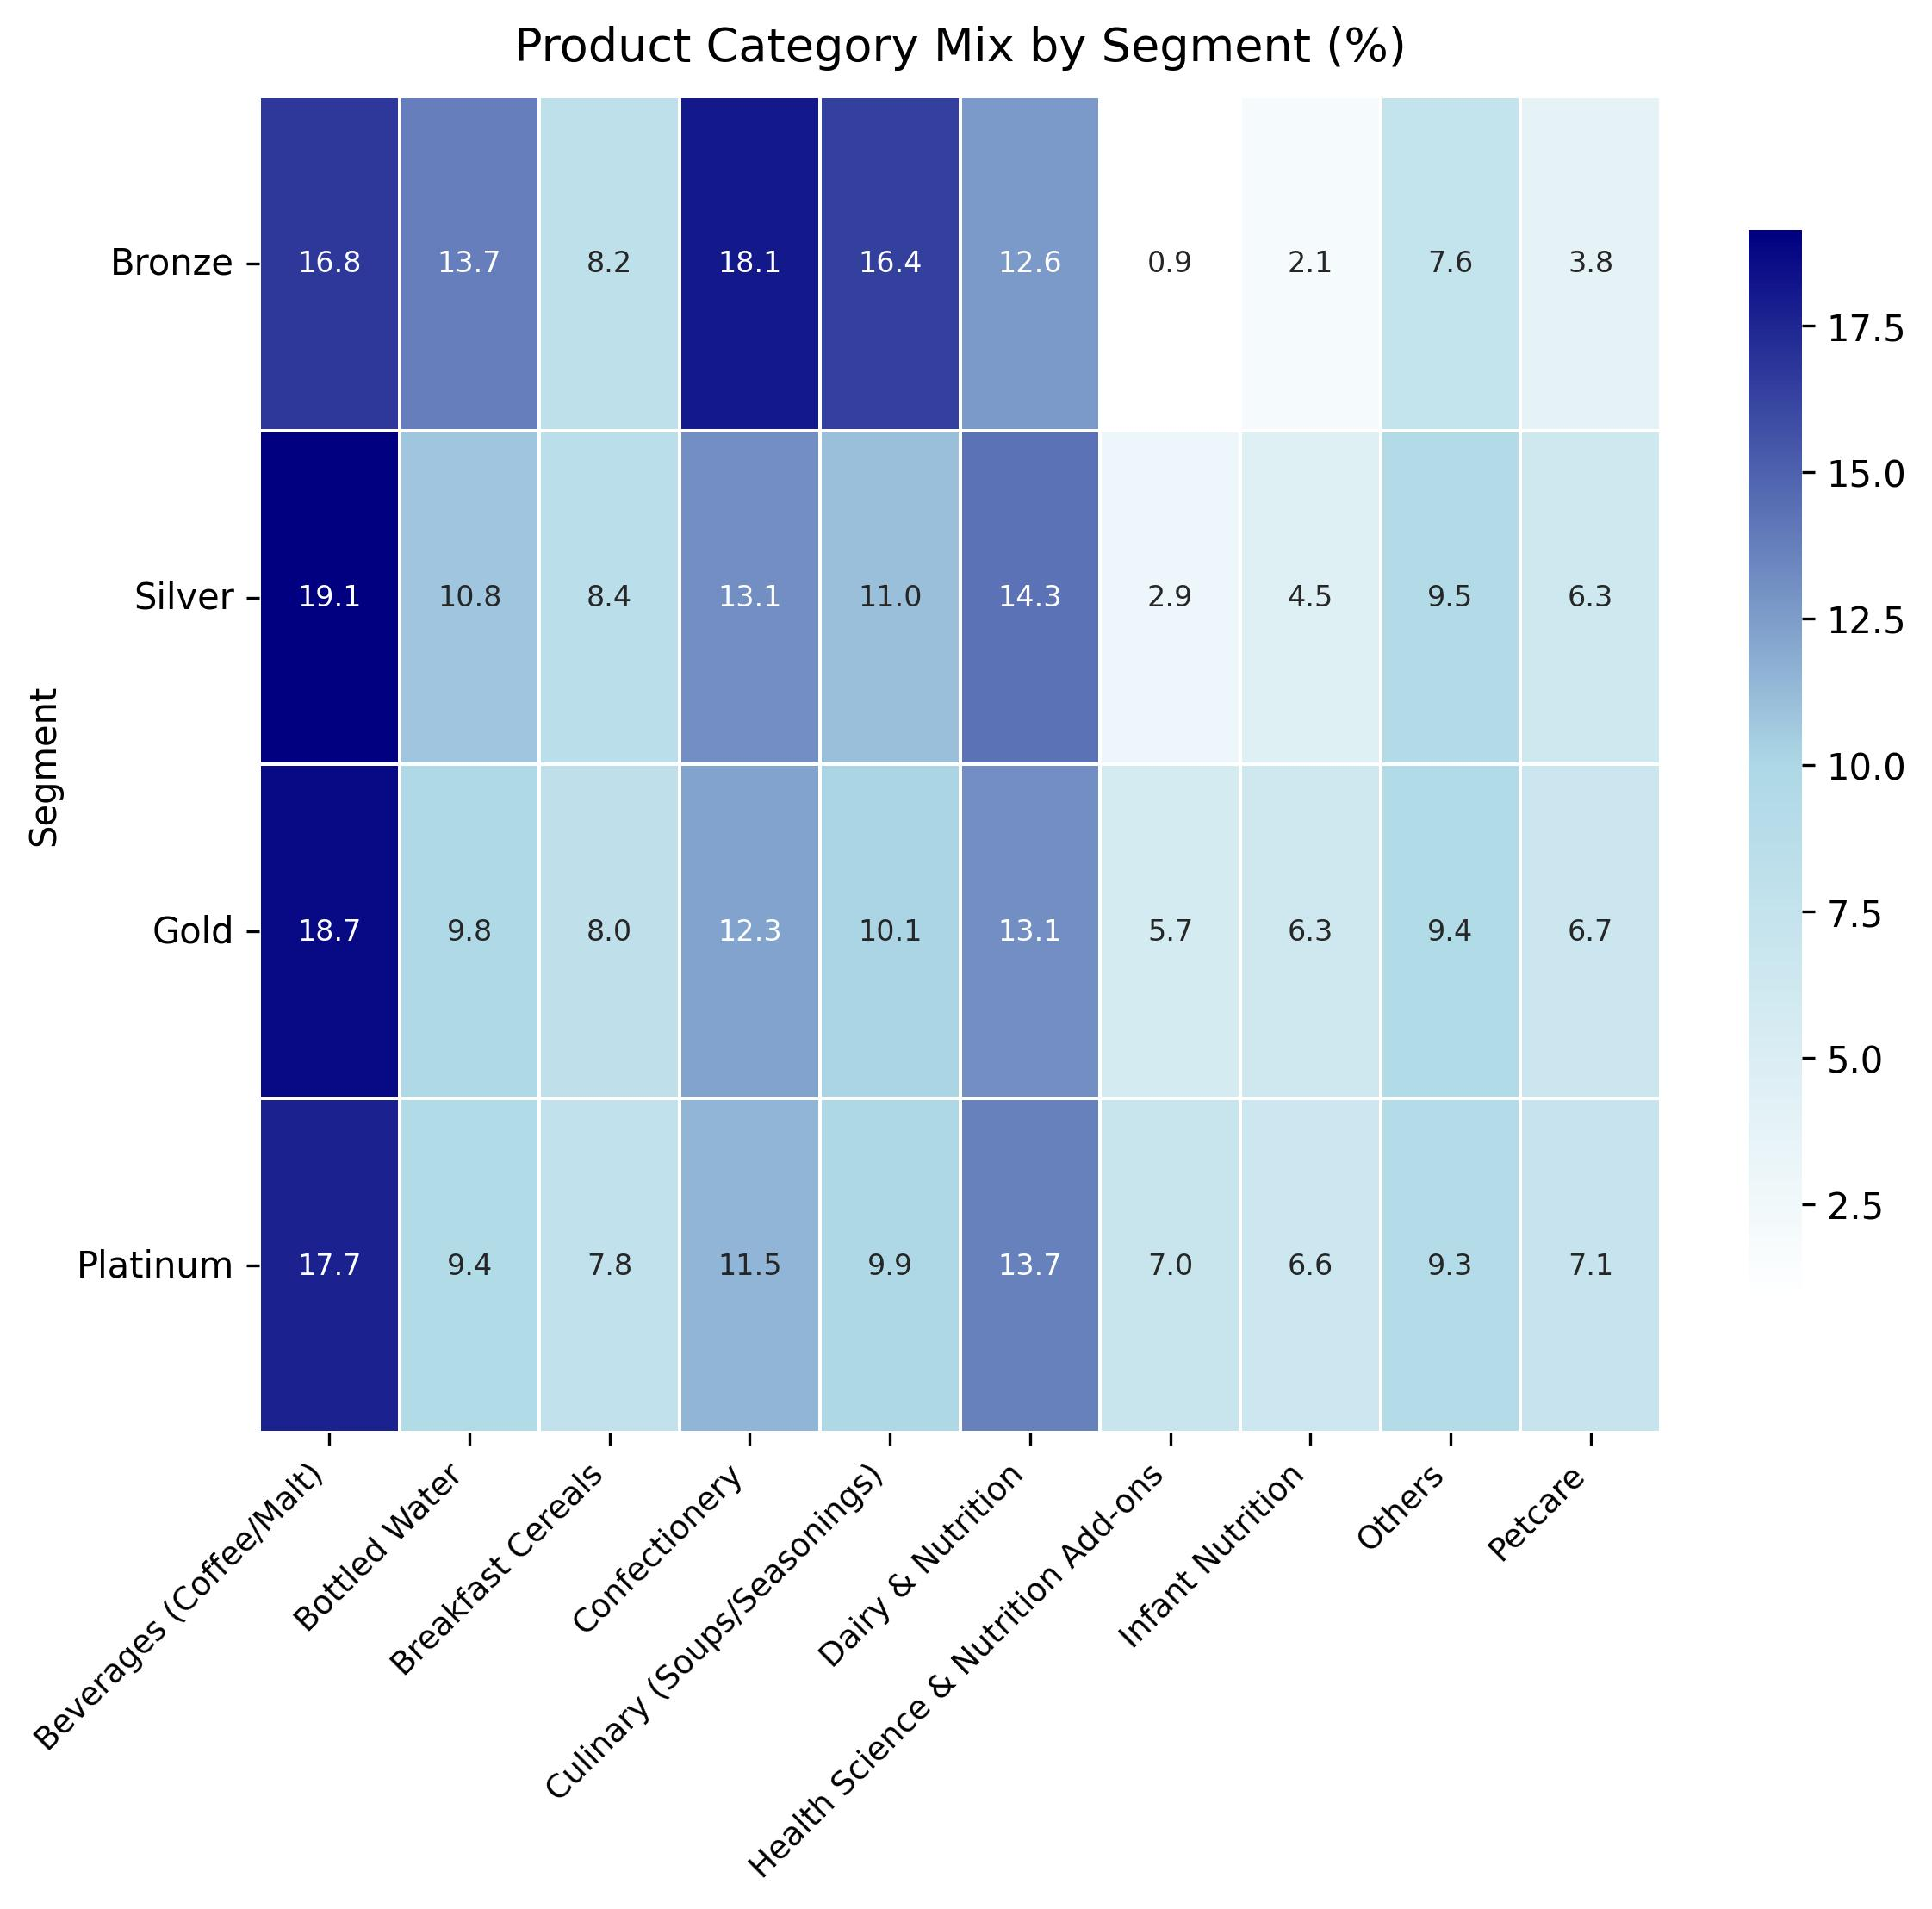 Product Category Mix by Segment (%)
Segment
Bronze 16.8 13.7 8.2 18.1 16.4 12.6 0.9 2.1 7.6 3.8
Silver 19.1 10.8 8.4 13.1 11.0 14.3 2.9 4.5 9.5 6.3
Gold 18.7 9.8 8.0 12.3 10.1 13.1 5.7 6.3 9.4 6.7
Platinum 17.7 9.4 7.8 11.5 9.9 13.7 7.0 6.6 9.3 7.1
Beverages (Coffee/Malt)
Bottled Water
Breakfast Cereals
Confectionery
Culinary (Soups/Seasonings)
Dairy & Nutrition
Health Science & Nutrition Add-ons
Infant Nutrition
Others
Petcare
17.5
15.0
12.5
10.0
7.5
5.0
2.5